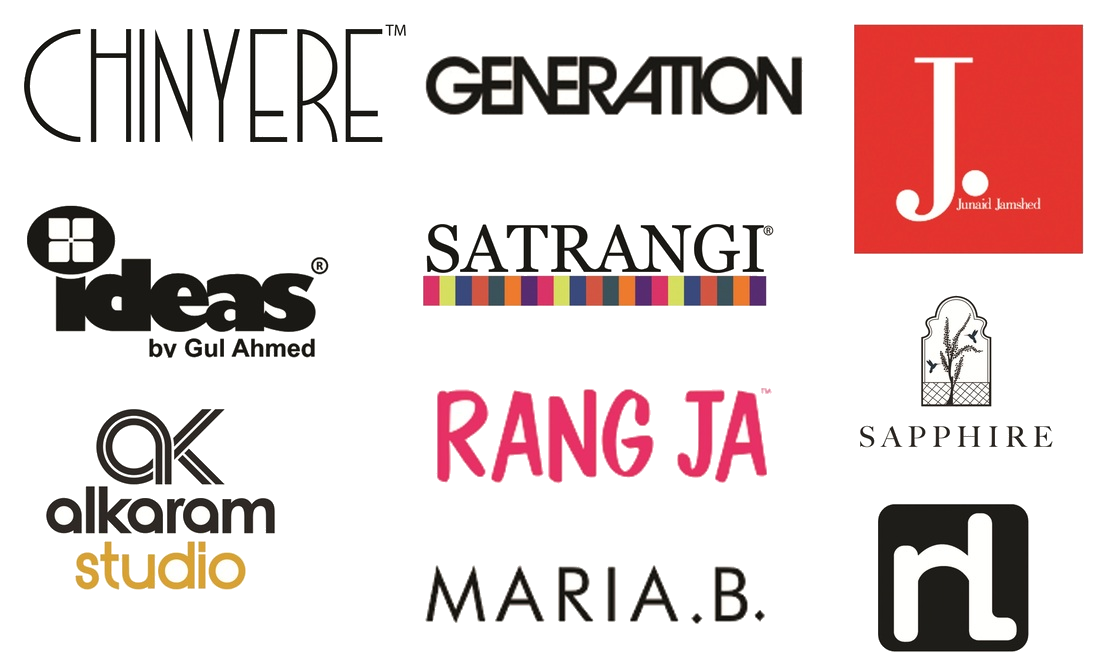 CHINYERE™
GENERATION
J.
Junaid Jamshed
ideas®
by Gul Ahmed
SATRANGI®
SAPPHIRE
ak
alkaram
studio
RANG JA™
MARIA.B.
nl